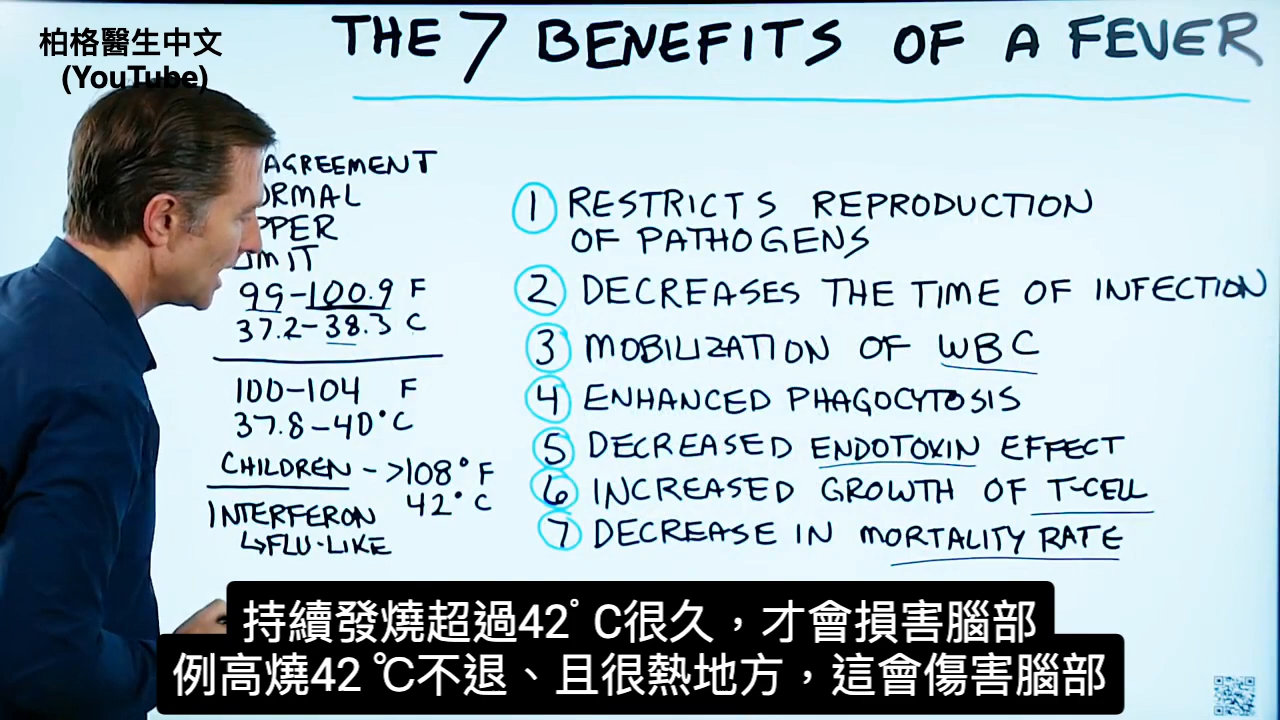 柏格醫生中文
(YouTube)
THE 7 BENEFITS OF A FEVER
AGREEMENT
ORMAL
PPER
IMIT
99-100.9 F
37.2-38.3 C
100-104 F
37.8-40°C
CHILDREN -> 108° F
42° C
INTERFERON
↳FLU-LIKE
1 RESTRICTS REPRODUCTION
OF PATHOGENS
2 DECREASES THE TIME OF INFECTION
3 MOBILIZATION OF WBC
4 ENHANCED PHAGOCYTOSIS
5 DECREASED ENDOTOXIN EFFECT
6 INCREASED GROWTH OF T-CELL
7 DECREASE IN MORTALITY RATE
持續發燒超過42°C很久，才會損害腦部
例高燒42℃不退、且很熱地方，這會傷害腦部